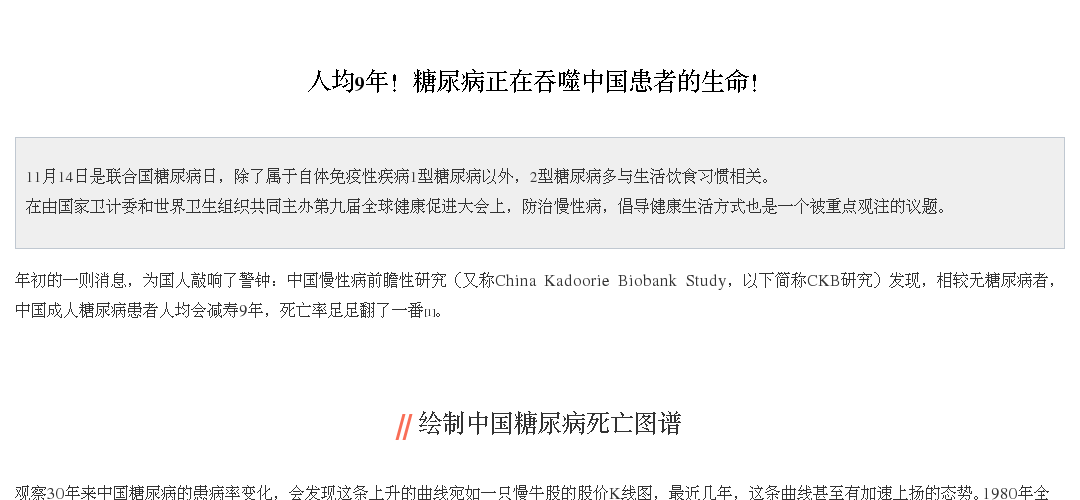 人均9年！糖尿病正在吞噬中国患者的生命！
11月14日是联合国糖尿病日，除了属于自体免疫性疾病1型糖尿病以外，2型糖尿病多与生活饮食习惯相关。
在由国家卫计委和世界卫生组织共同主办第九届全球健康促进大会上，防治慢性病，倡导健康生活方式也是一个被重点观注的议题。
年初的一则消息，为国人敲响了警钟：中国慢性病前瞻性研究（又称China Kadoorie Biobank Study，以下简称CKB研究）发现，相较无糖尿病者，
中国成人糖尿病患者人均会减寿9年，死亡率足足翻了一番[1]。
// 绘制中国糖尿病死亡图谱
观察30年来中国糖尿病的患病率变化，会发现这条上升的曲线宛如一只慢牛股的股价K线图，最近几年，这条曲线甚至有加速上扬的态势。1980年全